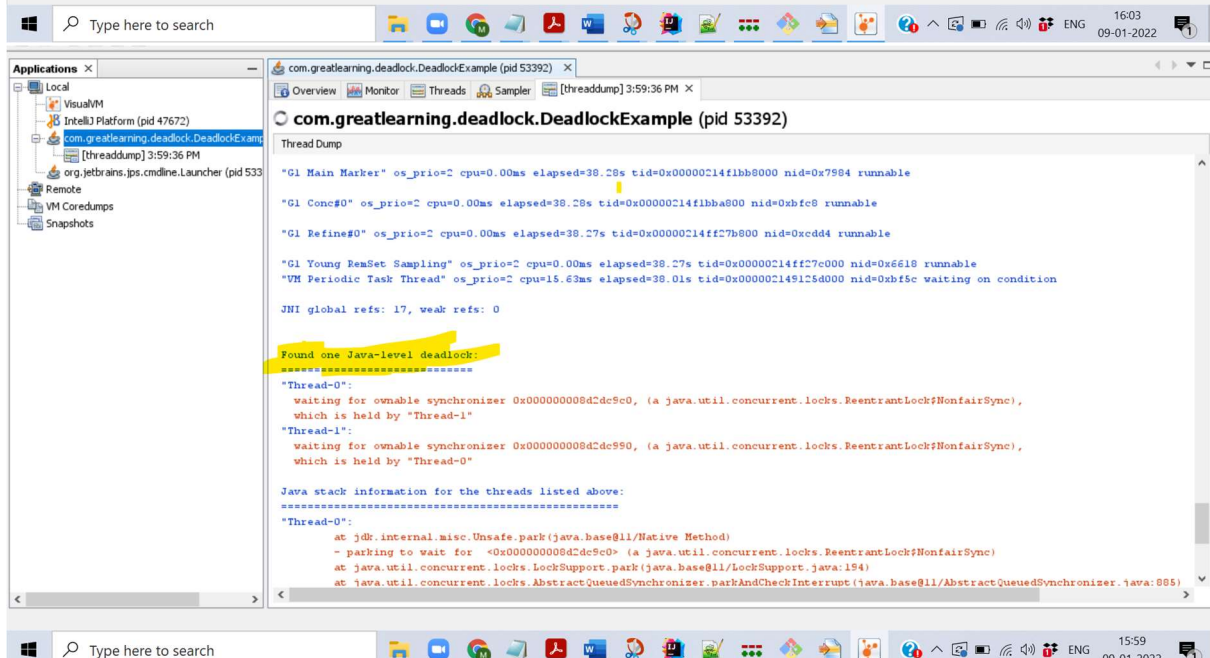 Type here to search
ENG
16:03
09-01-2022
1
Applications
Local
VisualVM
IntelliJ Platform (pid 47672)
com.greatlearning.deadlock.DeadlockExamp
[threaddump] 3:59:36 PM
org.jetbrains.jps.cmdline.Launcher (pid 533
Remote
VM Coredumps
Snapshots
com.greatlearning.deadlock.DeadlockExample (pid 53392)
Overview Monitor Threads Sampler [threaddump] 3:59:36 PM
com.greatlearning.deadlock.DeadlockExample (pid 53392)
Thread Dump
"G1 Main Marker" os_prio=2 cpu=0.00ms elapsed=38.28s tid=0x00000214f1bb8000 nid=0x7984 runnable
"G1 Conc#0" os_prio=2 cpu=0.00ms elapsed=38.28s tid=0x00000214f1bba800 nid=0xbfc8 runnable
"G1 Refine#0" os_prio=2 cpu=0.00ms elapsed=38.27s tid=0x00000214ff27b800 nid=0xcdd4 runnable
"G1 Young RemSet Sampling" os_prio=2 cpu=0.00ms elapsed=38.27s tid=0x00000214ff27c000 nid=0x6618 runnable
"VM Periodic Task Thread" os_prio=2 cpu=15.63ms elapsed=38.01s tid=0x000002149125d000 nid=0xbf5c waiting on condition
JNI global refs: 17, weak refs: 0
Found one Java-level deadlock:
=============================
"Thread-0":
waiting for ownable synchronizer 0x000000008d2dc9c0, (a java.util.concurrent.locks.ReentrantLock$NonfairSync),
which is held by "Thread-1"
"Thread-1":
waiting for ownable synchronizer 0x000000008d2dc990, (a java.util.concurrent.locks.ReentrantLock$NonfairSync),
which is held by "Thread-0"
Java stack information for the threads listed above:
===================================================
"Thread-0":
at jdk.internal.misc.Unsafe.park(java.base@11/Native Method)
- parking to wait for <0x000000008d2dc9c0> (a java.util.concurrent.locks.ReentrantLock$NonfairSync)
at java.util.concurrent.locks.LockSupport.park(java.base@11/LockSupport.java:194)
at java.util.concurrent.locks.AbstractQueuedSynchronizer.parkAndCheckInterrupt(java.base@11/AbstractQueuedSynchronizer.java:885)
Type here to search
ENG
15:59
09-01-2022